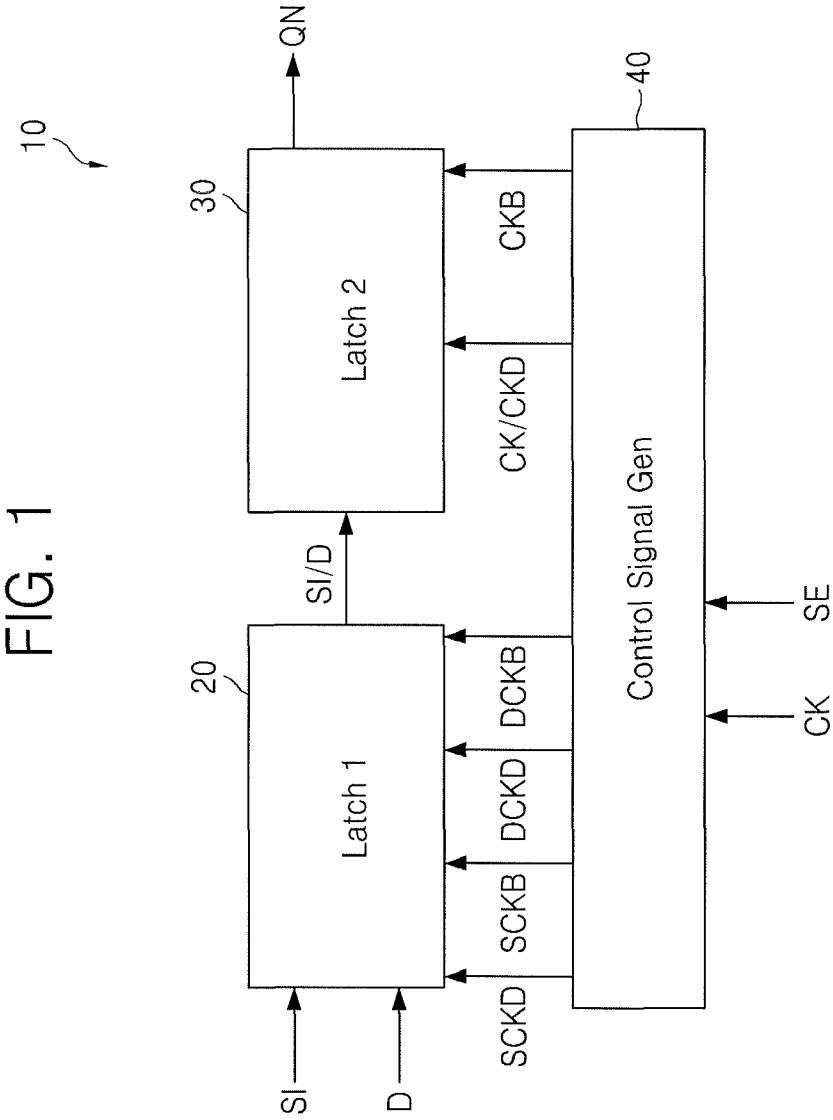 FIG. 1
10
20
30
SI
D
Latch 1
SI/D
Latch 2
QN
SCKD
SCKB
DCKD
DCKB
CK/CKD
CKB
40
Control Signal Gen
CK
SE